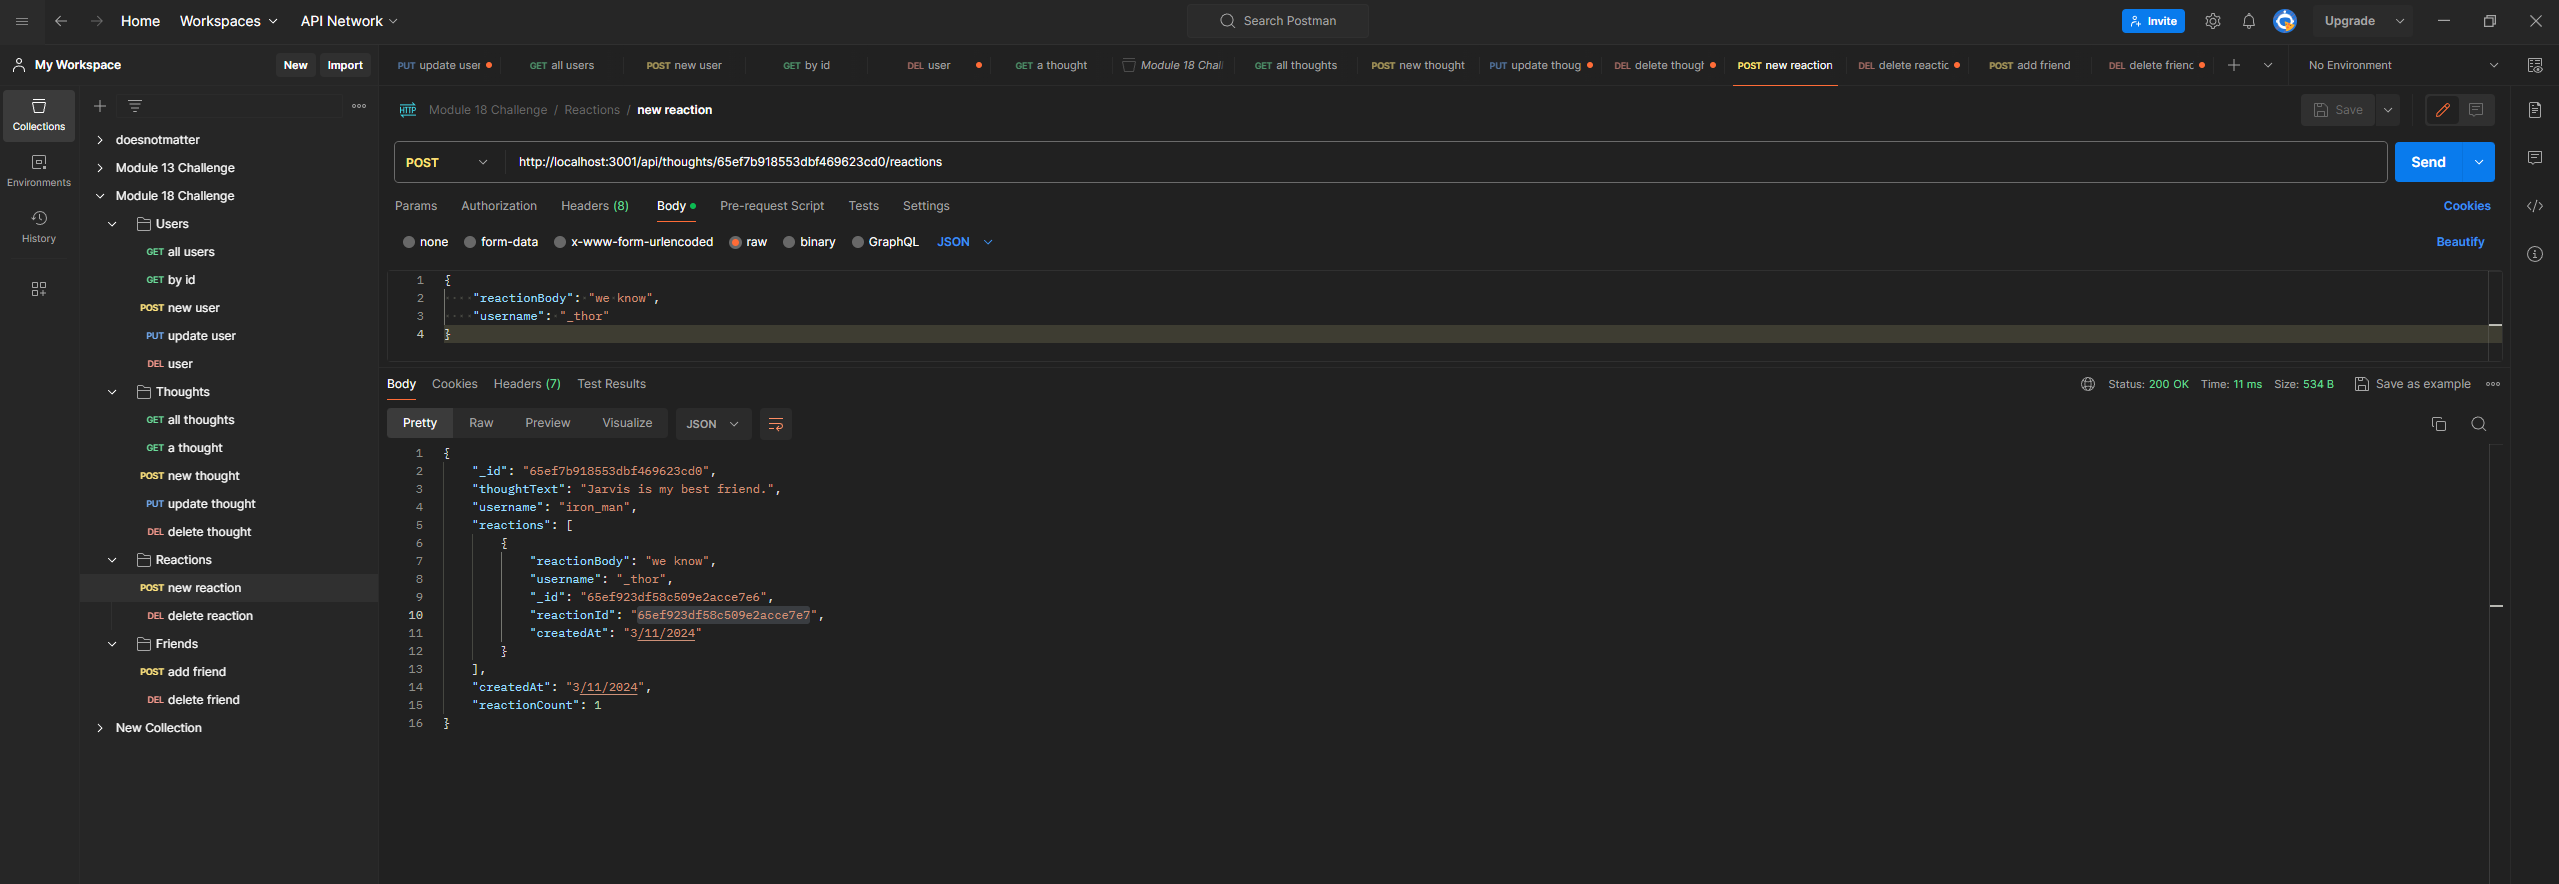 Home Workspaces API Network Search Postman Invite Upgrade
My Workspace New Import
PUT update user GET all users POST new user GET by id DEL user GET a thought Module 18 Chal GET all thoughts POST new thought PUT update thoug DEL delete though POST new reaction DEL delete reactic POST add friend DEL delete frienc No Environment
Collections
Environments
History
doesnotmatter
Module 13 Challenge
Module 18 Challenge
Users
GET all users
GET by id
POST new user
PUT update user
DEL user
Thoughts
GET all thoughts
GET a thought
POST new thought
PUT update thought
DEL delete thought
Reactions
POST new reaction
DEL delete reaction
Friends
POST add friend
DEL delete friend
New Collection
HTTP Module 18 Challenge / Reactions / new reaction Save
POST http://localhost:3001/api/thoughts/65ef7b918553dbf469623cd0/reactions Send
Params Authorization Headers (8) Body Pre-request Script Tests Settings Cookies
none form-data x-www-form-urlencoded raw binary GraphQL JSON Beautify
1 {
2 "reactionBody": "we know",
3 "username": "_thor"
4 }
Body Cookies Headers (7) Test Results Status: 200 OK Time: 11 ms Size: 534 B Save as example
Pretty Raw Preview Visualize JSON
1 {
2 "_id": "65ef7b918553dbf469623cd0",
3 "thoughtText": "Jarvis is my best friend.",
4 "username": "iron_man",
5 "reactions": [
6 {
7 "reactionBody": "we know",
8 "username": "_thor",
9 "_id": "65ef923df58c509e2acce7e6",
10 "reactionId": "65ef923df58c509e2acce7e7",
11 "createdAt": "3/11/2024"
12 }
13 ],
14 "createdAt": "3/11/2024",
15 "reactionCount": 1
16 }